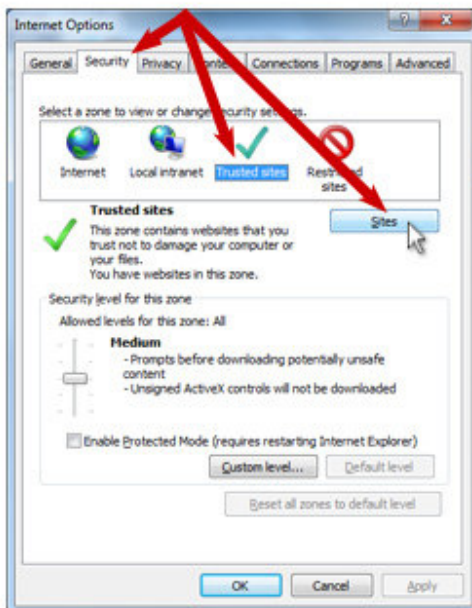 Internet Options
General Security Privacy Content Connections Programs Advanced
Select a zone to view or change security settings.
Internet Local intranet Trusted sites Restricted sites
Trusted sites
Sites
This zone contains websites that you
trust not to damage your computer or
your files.
You have websites in this zone.
Security level for this zone
Allowed levels for this zone: All
Medium
- Prompts before downloading potentially unsafe
content
- Unsigned ActiveX controls will not be downloaded
Enable Protected Mode (requires restarting Internet Explorer)
Custom level... Default level
Reset all zones to default level
OK Cancel Apply